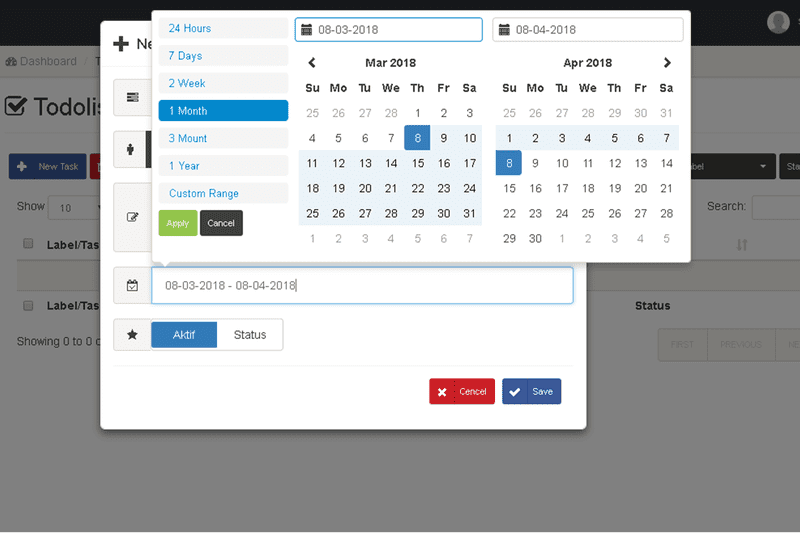 24 Hours
7 Days
2 Week
1 Month
3 Mount
1 Year
Custom Range
Apply Cancel
08-03-2018
Mar 2018
Su Mo Tu We Th Fr Sa
25 26 27 28 1 2 3
4 5 6 7 8 9 10
11 12 13 14 15 16 17
18 19 20 21 22 23 24
25 26 27 28 29 30 31
1 2 3 4 5 6 7
08-04-2018
Apr 2018
Su Mo Tu We Th Fr Sa
25 26 27 28 29 30 31
1 2 3 4 5 6 7
8 9 10 11 12 13 14
15 16 17 18 19 20 21
22 23 24 25 26 27 28
29 30 1 2 3 4 5
Ne
Dashboard / T
Todolis
New Task
Show 10
Search:
Label/Tas
08-03-2018 - 08-04-2018
Label/Tas
Status
Showing 0 to 0 o
FIRST PREVIOUS NE
Aktif Status
Cencel Save